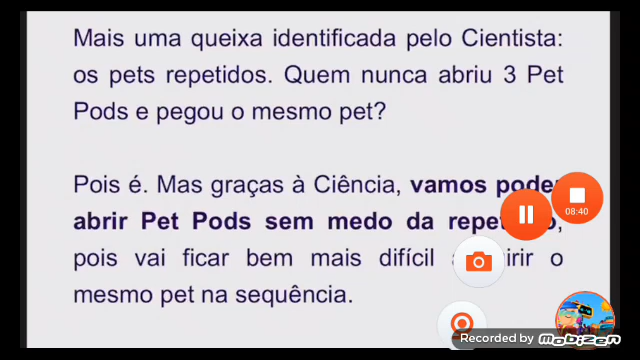 Mais uma queixa identificada pelo Cientista:
os pets repetidos. Quem nunca abriu 3 Pet
Pods e pegou o mesmo pet?
Pois é. Mas graças à Ciência, vamos poder
abrir Pet Pods sem medo da
pois vai ficar bem mais difícil
mesmo pet na sequência.
08:40
Recorded by
mobizen